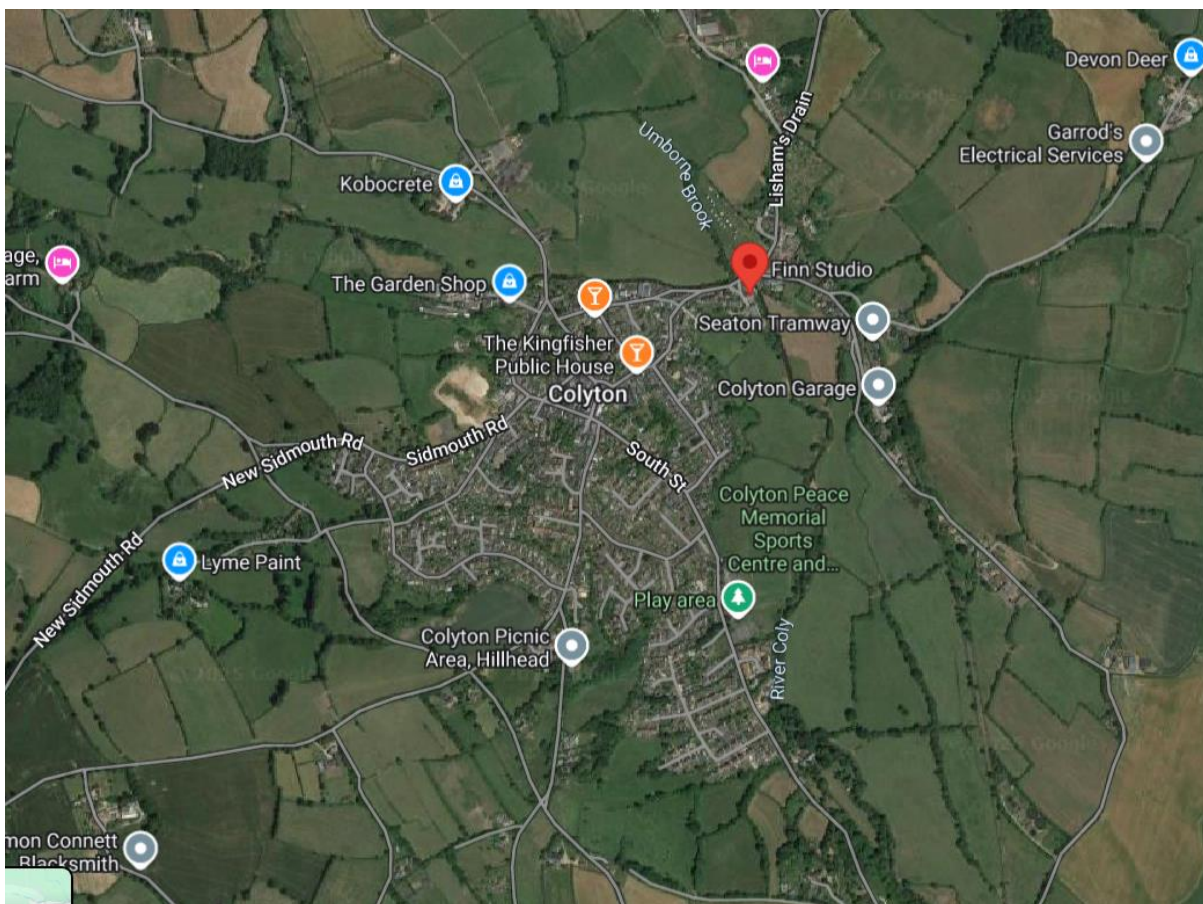 Devon Deer
Garrod's
Electrical Services
Lisham's Drain
Umborne Brook
Kobocrete
age,
arm
The Garden Shop
Finn Studio
Seaton Tramway
The Kingfisher
Public House
Colyton
Colyton Garage
New Sidmouth Rd
Sidmouth Rd
South St
Colyton Peace
Memorial
Sports
Centre and...
New Sidmouth Rd
Lyme Paint
Play area
River Coly
Colyton Picnic
Area, Hillhead
mon Connett
Blacksmith